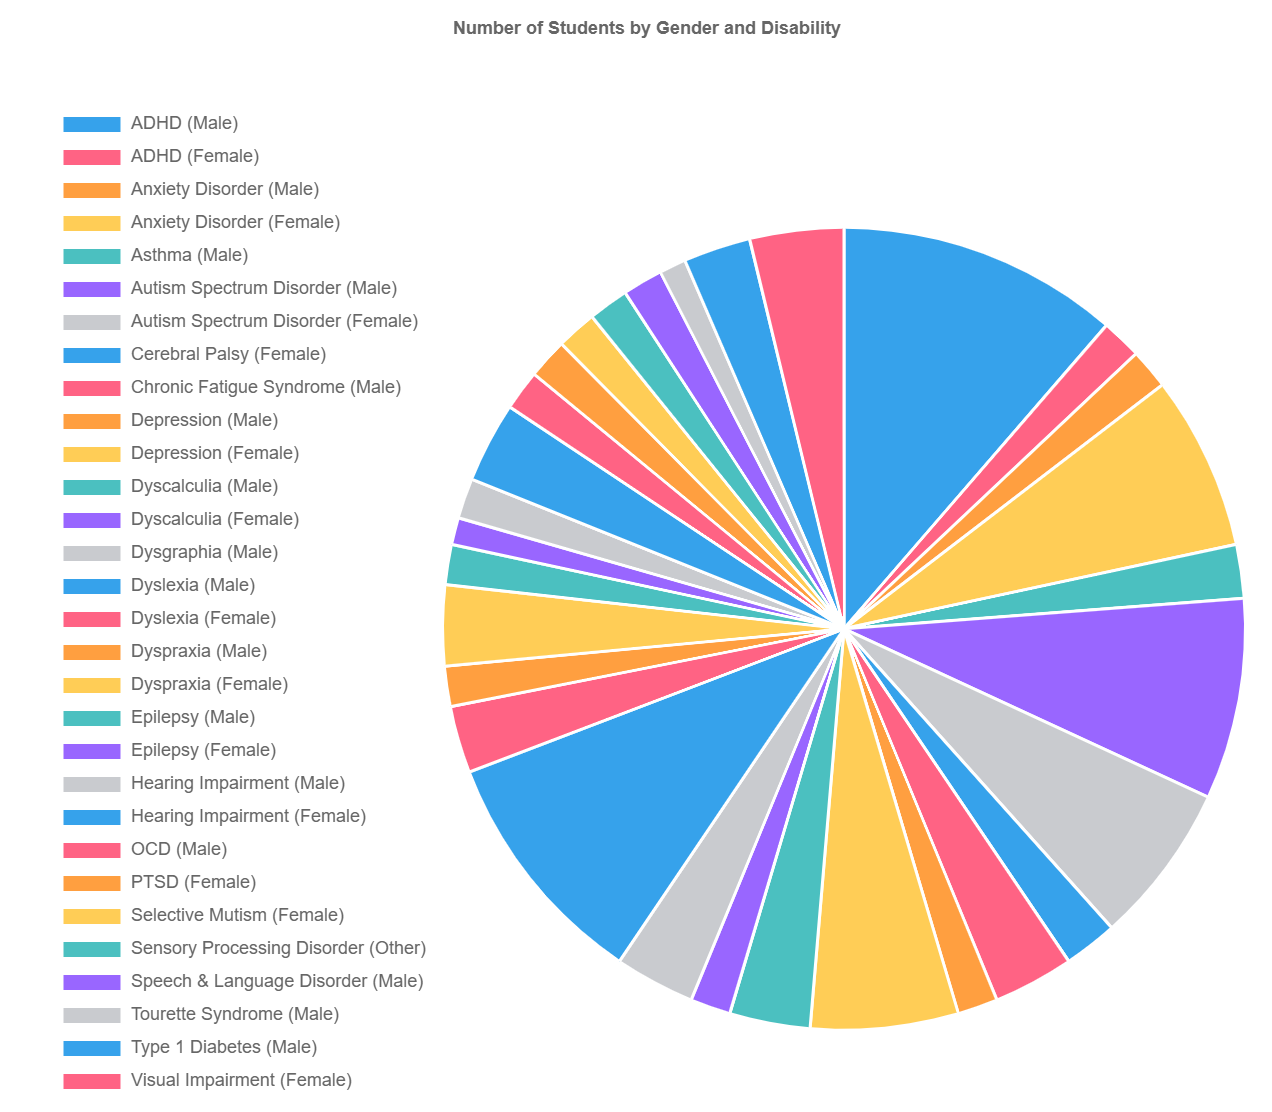 Number of Students by Gender and Disability
ADHD (Male)
ADHD (Female)
Anxiety Disorder (Male)
Anxiety Disorder (Female)
Asthma (Male)
Autism Spectrum Disorder (Male)
Autism Spectrum Disorder (Female)
Cerebral Palsy (Female)
Chronic Fatigue Syndrome (Male)
Depression (Male)
Depression (Female)
Dyscalculia (Male)
Dyscalculia (Female)
Dysgraphia (Male)
Dyslexia (Male)
Dyslexia (Female)
Dyspraxia (Male)
Dyspraxia (Female)
Epilepsy (Male)
Epilepsy (Female)
Hearing Impairment (Male)
Hearing Impairment (Female)
OCD (Male)
PTSD (Female)
Selective Mutism (Female)
Sensory Processing Disorder (Other)
Speech & Language Disorder (Male)
Tourette Syndrome (Male)
Type 1 Diabetes (Male)
Visual Impairment (Female)